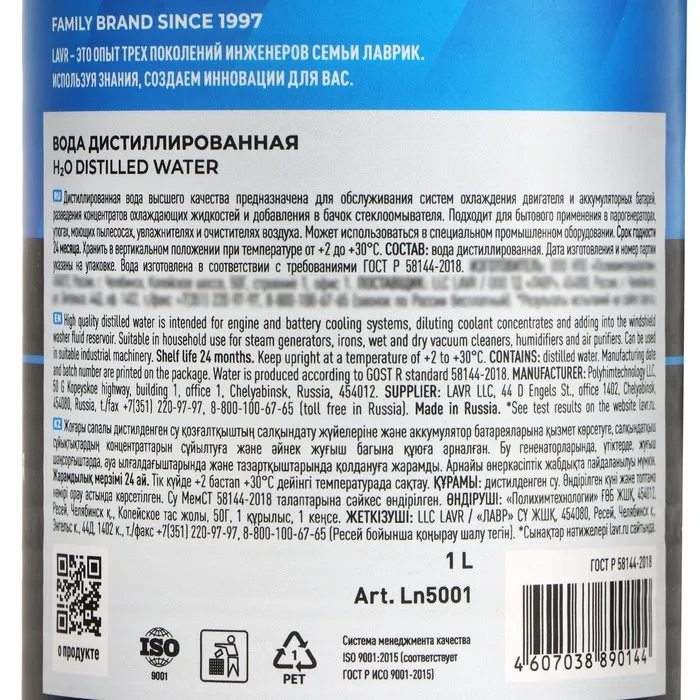 FAMILY BRAND SINCE 1997
LAVR - ЭТО ОПЫТ ТРЕХ ПОКОЛЕНИЙ ИНЖЕНЕРОВ СЕМЬИ ЛАВРИК.
ИСПОЛЬЗУЯ ЗНАНИЯ, СОЗДАЕМ ИННОВАЦИИ ДЛЯ ВАС.
ВОДА ДИСТИЛЛИРОВАННАЯ
H₂O DISTILLED WATER
RU Дистиллированная вода высшего качества предназначена для обслуживания систем охлаждения двигателя и аккумуляторных батарей,
разведения концентратов охлаждающих жидкостей и добавления в бачок стеклоомывателя. Подходит для бытового применения в парогенераторах,
утюгах, моющих пылесосах, увлажнителях и очистителях воздуха. Может использоваться в специальном промышленном оборудовании. Срок годности
24 месяца. Хранить в вертикальном положении при температуре от +2 до +30°С. СОСТАВ: вода дистиллированная. Дата изготовления и номер партии
указаны на упаковке. Вода изготовлена в соответствии с требованиями ГОСТ Р 58144-2018.
EN High quality distilled water is intended for engine and battery cooling systems, diluting coolant concentrates and adding into the windshield
washer fluid reservoir. Suitable in household use for steam generators, irons, wet and dry vacuum cleaners, humidifiers and air purifiers. Can be used
in suitable industrial machinery. Shelf life 24 months. Keep upright at a temperature of +2 to +30°C. CONTAINS: distilled water. Manufacturing date
and batch number are printed on the package. Water is produced according to GOST R standard 58144-2018. MANUFACTURER: Polyhimtechnology LLC,
50 G Kopeyskoe highway, building 1, office 1, Chelyabinsk, Russia, 454012. SUPPLIER: LAVR LLC, 44 D Engels St., office 1402, Chelyabinsk,
454080, Russia, t./fax +7(351) 220-97-97, 8-800-100-67-65 (toll free in Russia). Made in Russia. *See test results on the website lavr.ru.
KZ Жоғары сапалы дистилденген су қозғалтқыштың салқындату жүйелеріне және аккумулятор батареяларына қызмет көрсетуге, салқындату
сұйықтықтардың концентраттарын сұйылтуға және әйнек жуғыш багына қуюға арналған. Бу генераторларында, үтіктерде, жуғыш
шаңсорғыштарда, ауа ылғалдағыштарында және тазартқыштарында қолдануға жарамды. Арнайы өнеркәсіптік жабдықта пайдаланылуы мүмкін.
Жарамдылық мерзімі 24 ай. Тік күйде +2 бастап +30°С дейінгі температурада сақтау. ҚҰРАМЫ: дистилденген су. Өндірілген күні және топтама
нөмірі орау астында көрсетілген. Су МемСТ 58144-2018 талаптарына сәйкес өндірілген. ӨНДІРУШІ: «Полихимтехнологии» ЖШҚ, 454012,
Ресей, Челябинск қ., Копейское тас жолы, 50Г, 1 құрылыс, 1 кеңсе. ЖЕТКІЗУШІ: LLC LAVR / «ЛАВР» СУ ЖШҚ, 454080, Ресей, Челябинск қ.,
Энгельс к., 44Д, 1402 к., т./факс +7(351) 220-97-97, 8-800-100-67-65 (Ресей бойынша қоңырау шалу тегін). *Сынақтар нәтижелері lavr.ru сайтында.
1 L
ГОСТ Р 58144-2018
Art. Ln5001
о продукте
ISO
9001
1
PET
Система менеджмента качества
ISO 9001:2015 (соответствует
ГОСТ Р ИСО 9001-2015)
4 607038 890144